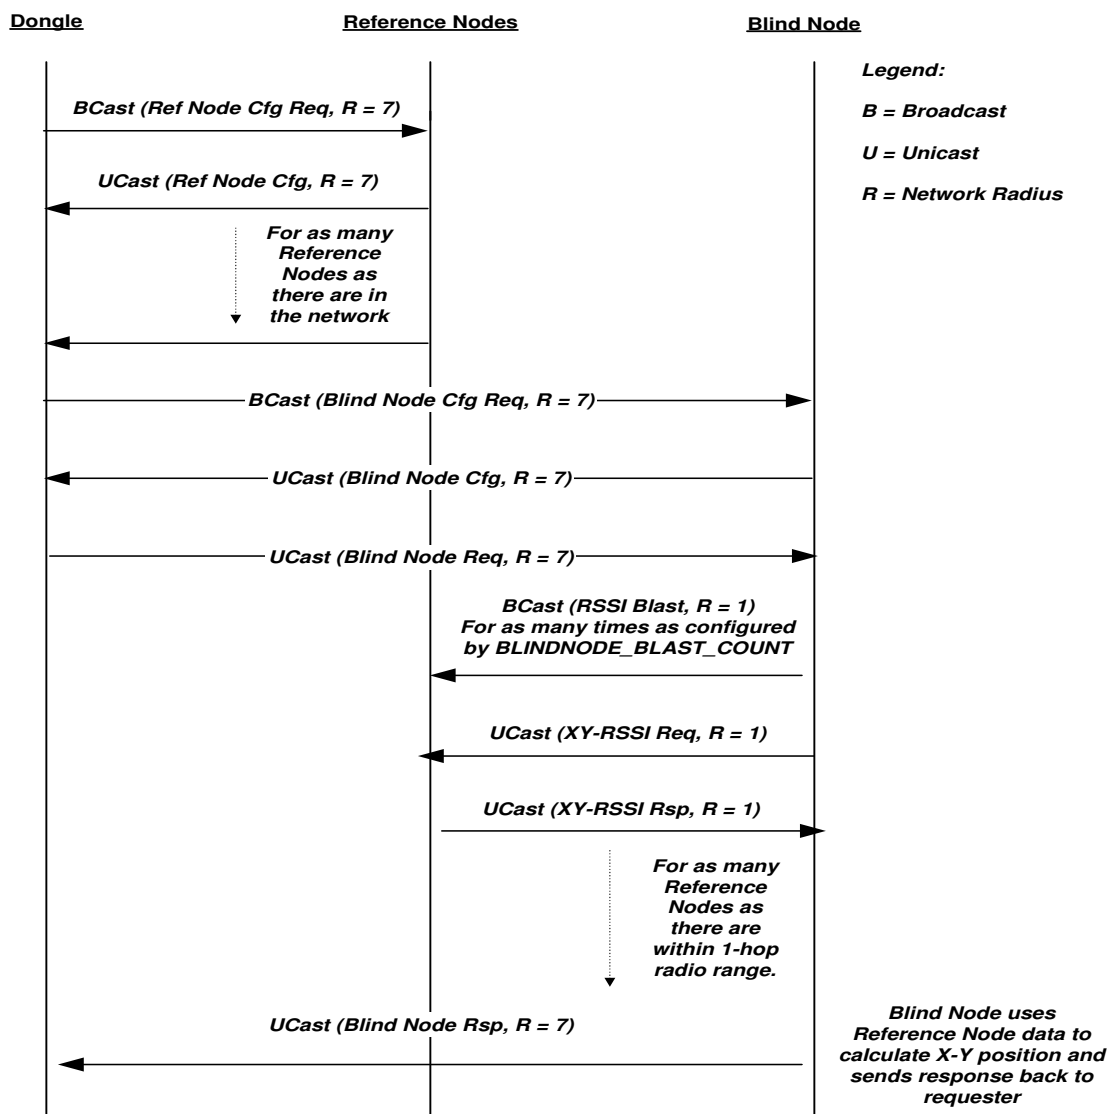 Dongle
Reference Nodes
Blind Node
Legend:
B = Broadcast
U = Unicast
R = Network Radius
BCast (Ref Node Cfg Req, R = 7)
UCast (Ref Node Cfg, R = 7)
For as many
Reference
Nodes as
there are in
the network
BCast (Blind Node Cfg Req, R = 7)
UCast (Blind Node Cfg, R = 7)
UCast (Blind Node Req, R = 7)
BCast (RSSI Blast, R = 1)
For as many times as configured
by BLINDNODE_BLAST_COUNT
UCast (XY-RSSI Req, R = 1)
UCast (XY-RSSI Rsp, R = 1)
For as many
Reference
Nodes as
there are
within 1-hop
radio range.
UCast (Blind Node Rsp, R = 7)
Blind Node uses
Reference Node data to
calculate X-Y position and
sends response back to
requester